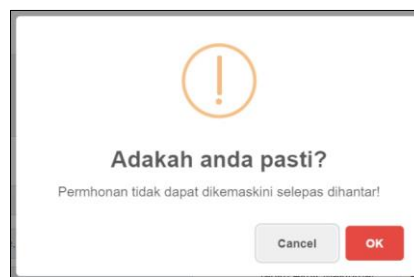 Adakah anda pasti?
Permhonan tidak dapat dikemaskini selepas dihantar!
Cancel OK